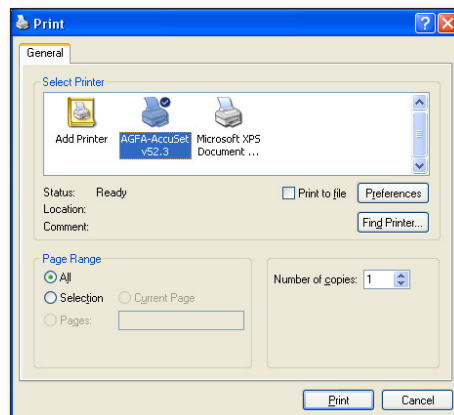 Print
General
Select Printer
Add Printer
AGFA-AccuSet
v52.3
Microsoft XPS
Document ...
Status: Ready
Location:
Comment:
Print to file
Preferences
Find Printer...
Page Range
All
Selection
Current Page
Pages:
Number of copies: 1
Print
Cancel